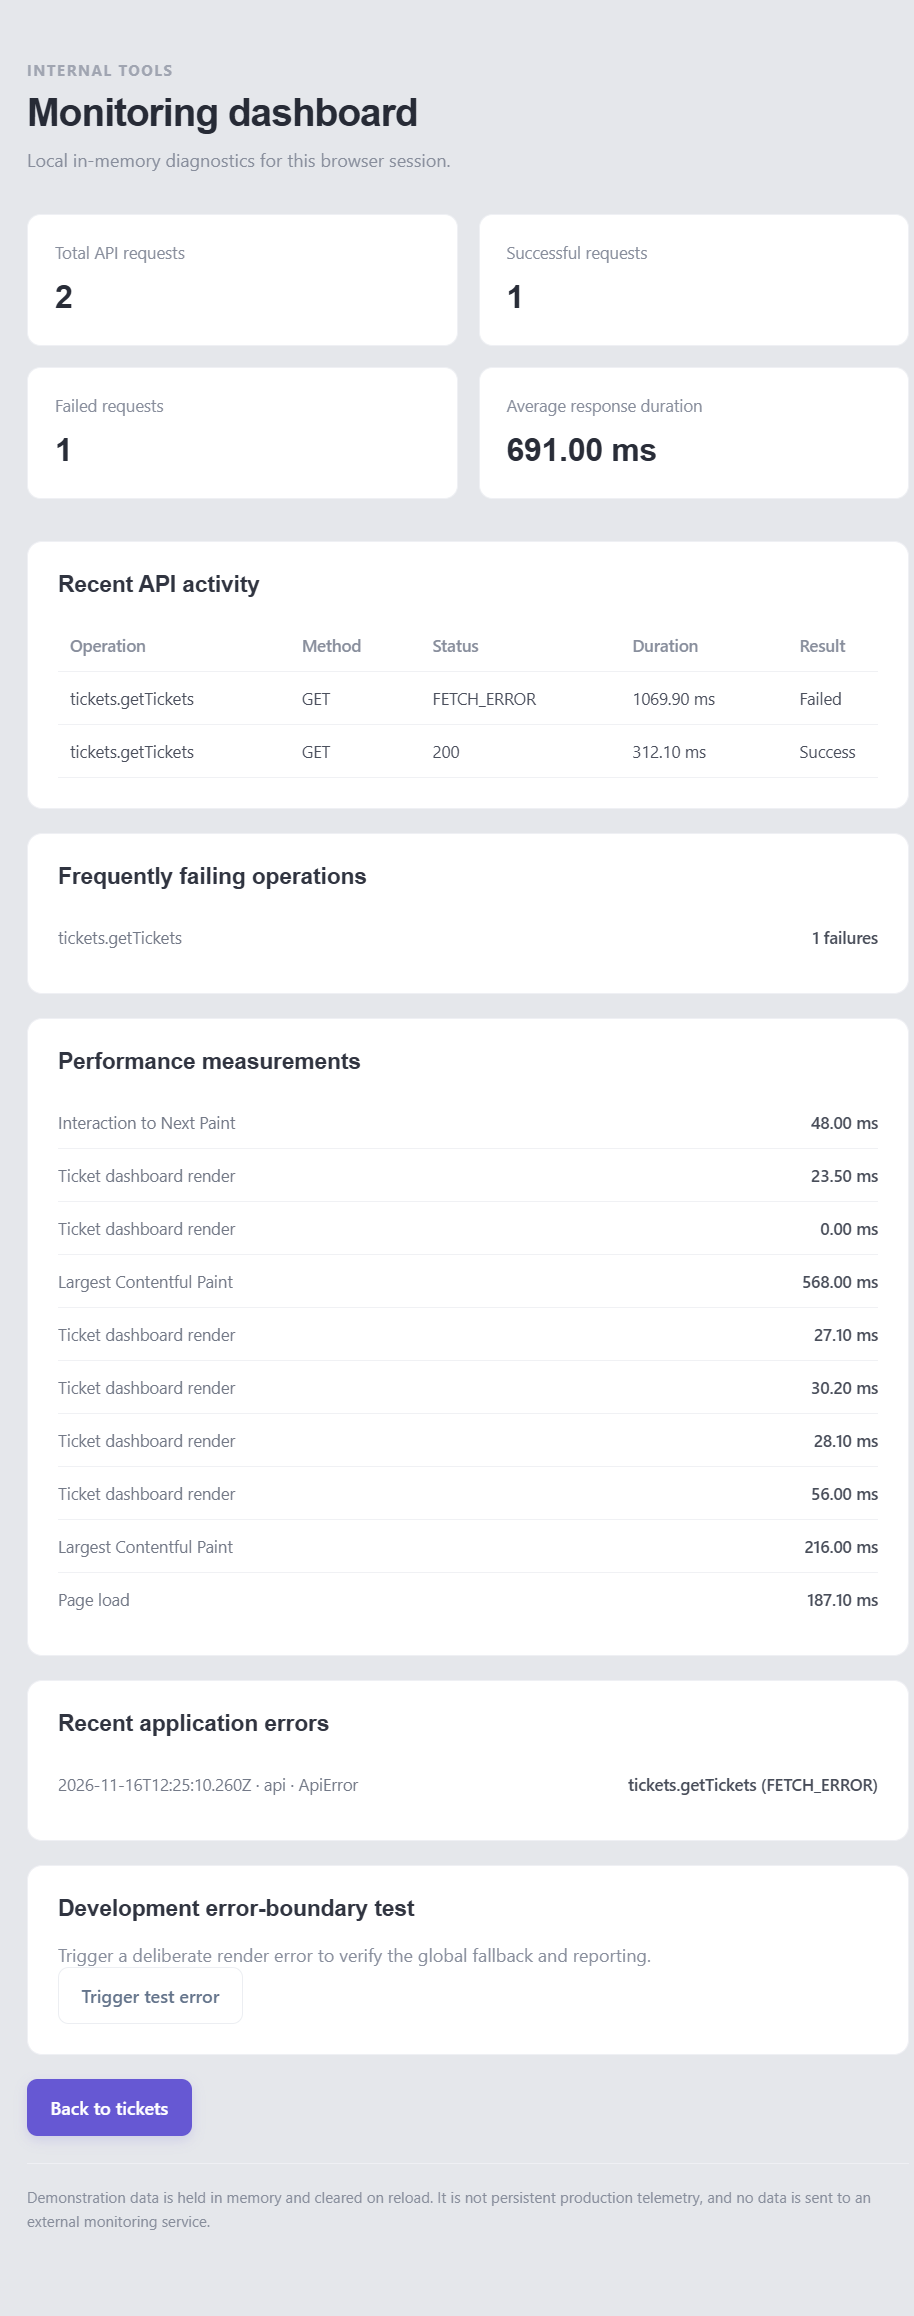 INTERNAL TOOLS
Monitoring dashboard
Local in-memory diagnostics for this browser session.
Total API requests
2
Successful requests
1
Failed requests
1
Average response duration
691.00 ms
Recent API activity
Operation Method Status Duration Result
tickets.getTickets GET FETCH_ERROR 1069.90 ms Failed
tickets.getTickets GET 200 312.10 ms Success
Frequently failing operations
tickets.getTickets 1 failures
Performance measurements
Interaction to Next Paint 48.00 ms
Ticket dashboard render 23.50 ms
Ticket dashboard render 0.00 ms
Largest Contentful Paint 568.00 ms
Ticket dashboard render 27.10 ms
Ticket dashboard render 30.20 ms
Ticket dashboard render 28.10 ms
Ticket dashboard render 56.00 ms
Largest Contentful Paint 216.00 ms
Page load 187.10 ms
Recent application errors
2026-11-16T12:25:10.260Z · api · ApiError tickets.getTickets (FETCH_ERROR)
Development error-boundary test
Trigger a deliberate render error to verify the global fallback and reporting.
Trigger test error
Back to tickets
Demonstration data is held in memory and cleared on reload. It is not persistent production telemetry, and no data is sent to an
external monitoring service.